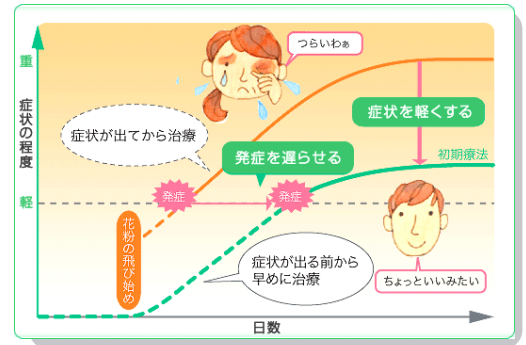 重
症状の程度
軽
つらいわぁ
症状が出てから治療
症状を軽くする
発症を遅らせる
初期療法
発症
発症
花粉の飛び始め
症状が出る前から
早めに治療
ちょっといいみたい
日数